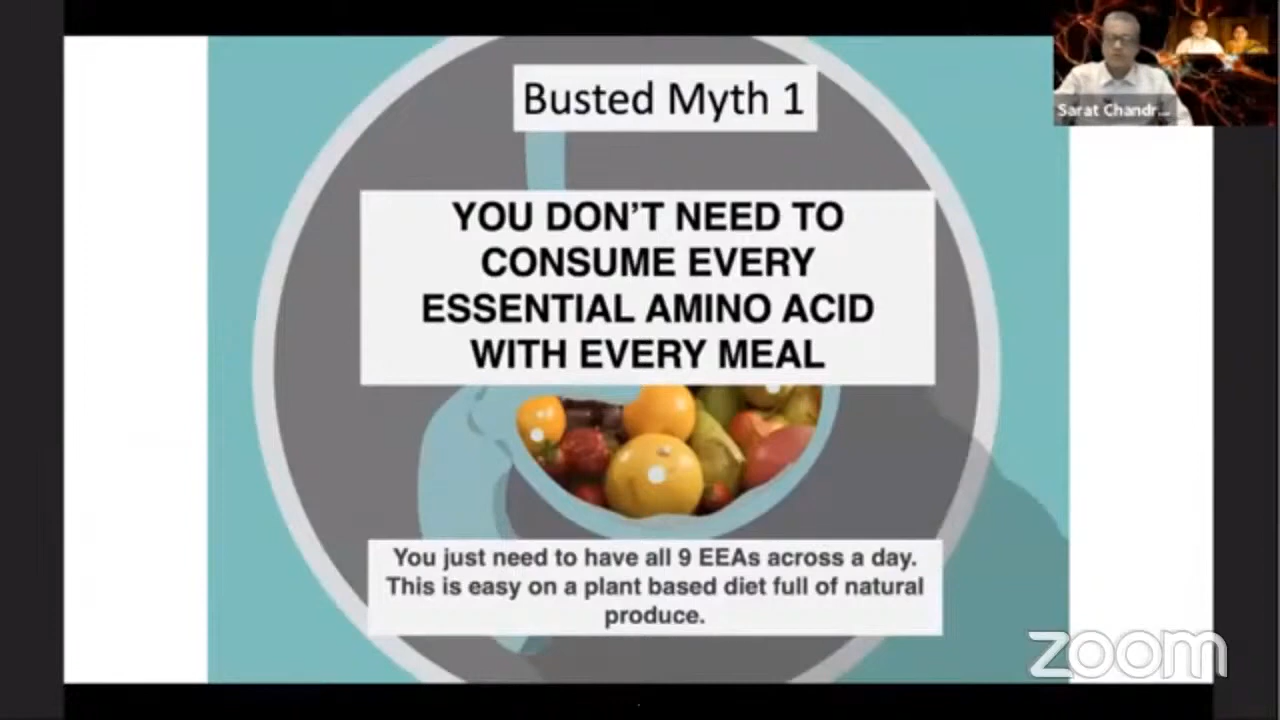 Busted Myth 1
Sarat Chandr...
YOU DON'T NEED TO
CONSUME EVERY
ESSENTIAL AMINO ACID
WITH EVERY MEAL
You just need to have all 9 EEAs across a day.
This is easy on a plant based diet full of natural
produce.
zoom